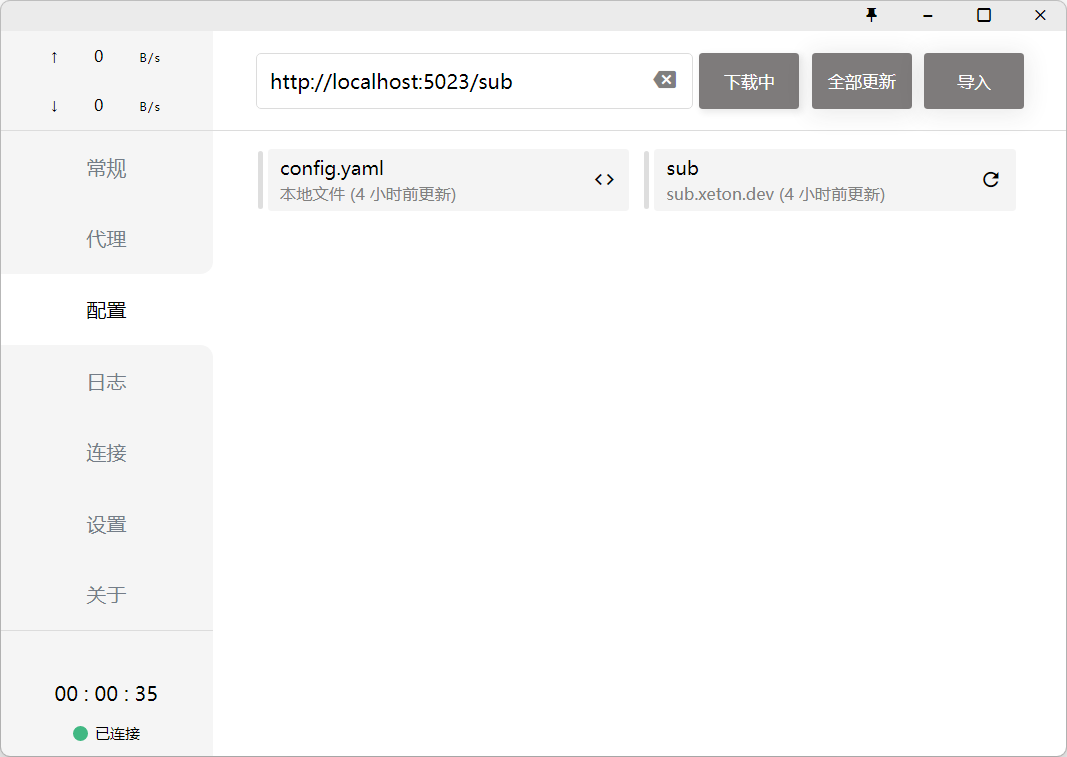 ↑ 0 B/s
↓ 0 B/s
常规
代理
配置
日志
连接
设置
关于
00 : 00 : 35
已连接
http://localhost:5023/sub
下载中
全部更新
导入
config.yaml
本地文件 (4 小时前更新)
sub
sub.xeton.dev (4 小时前更新)